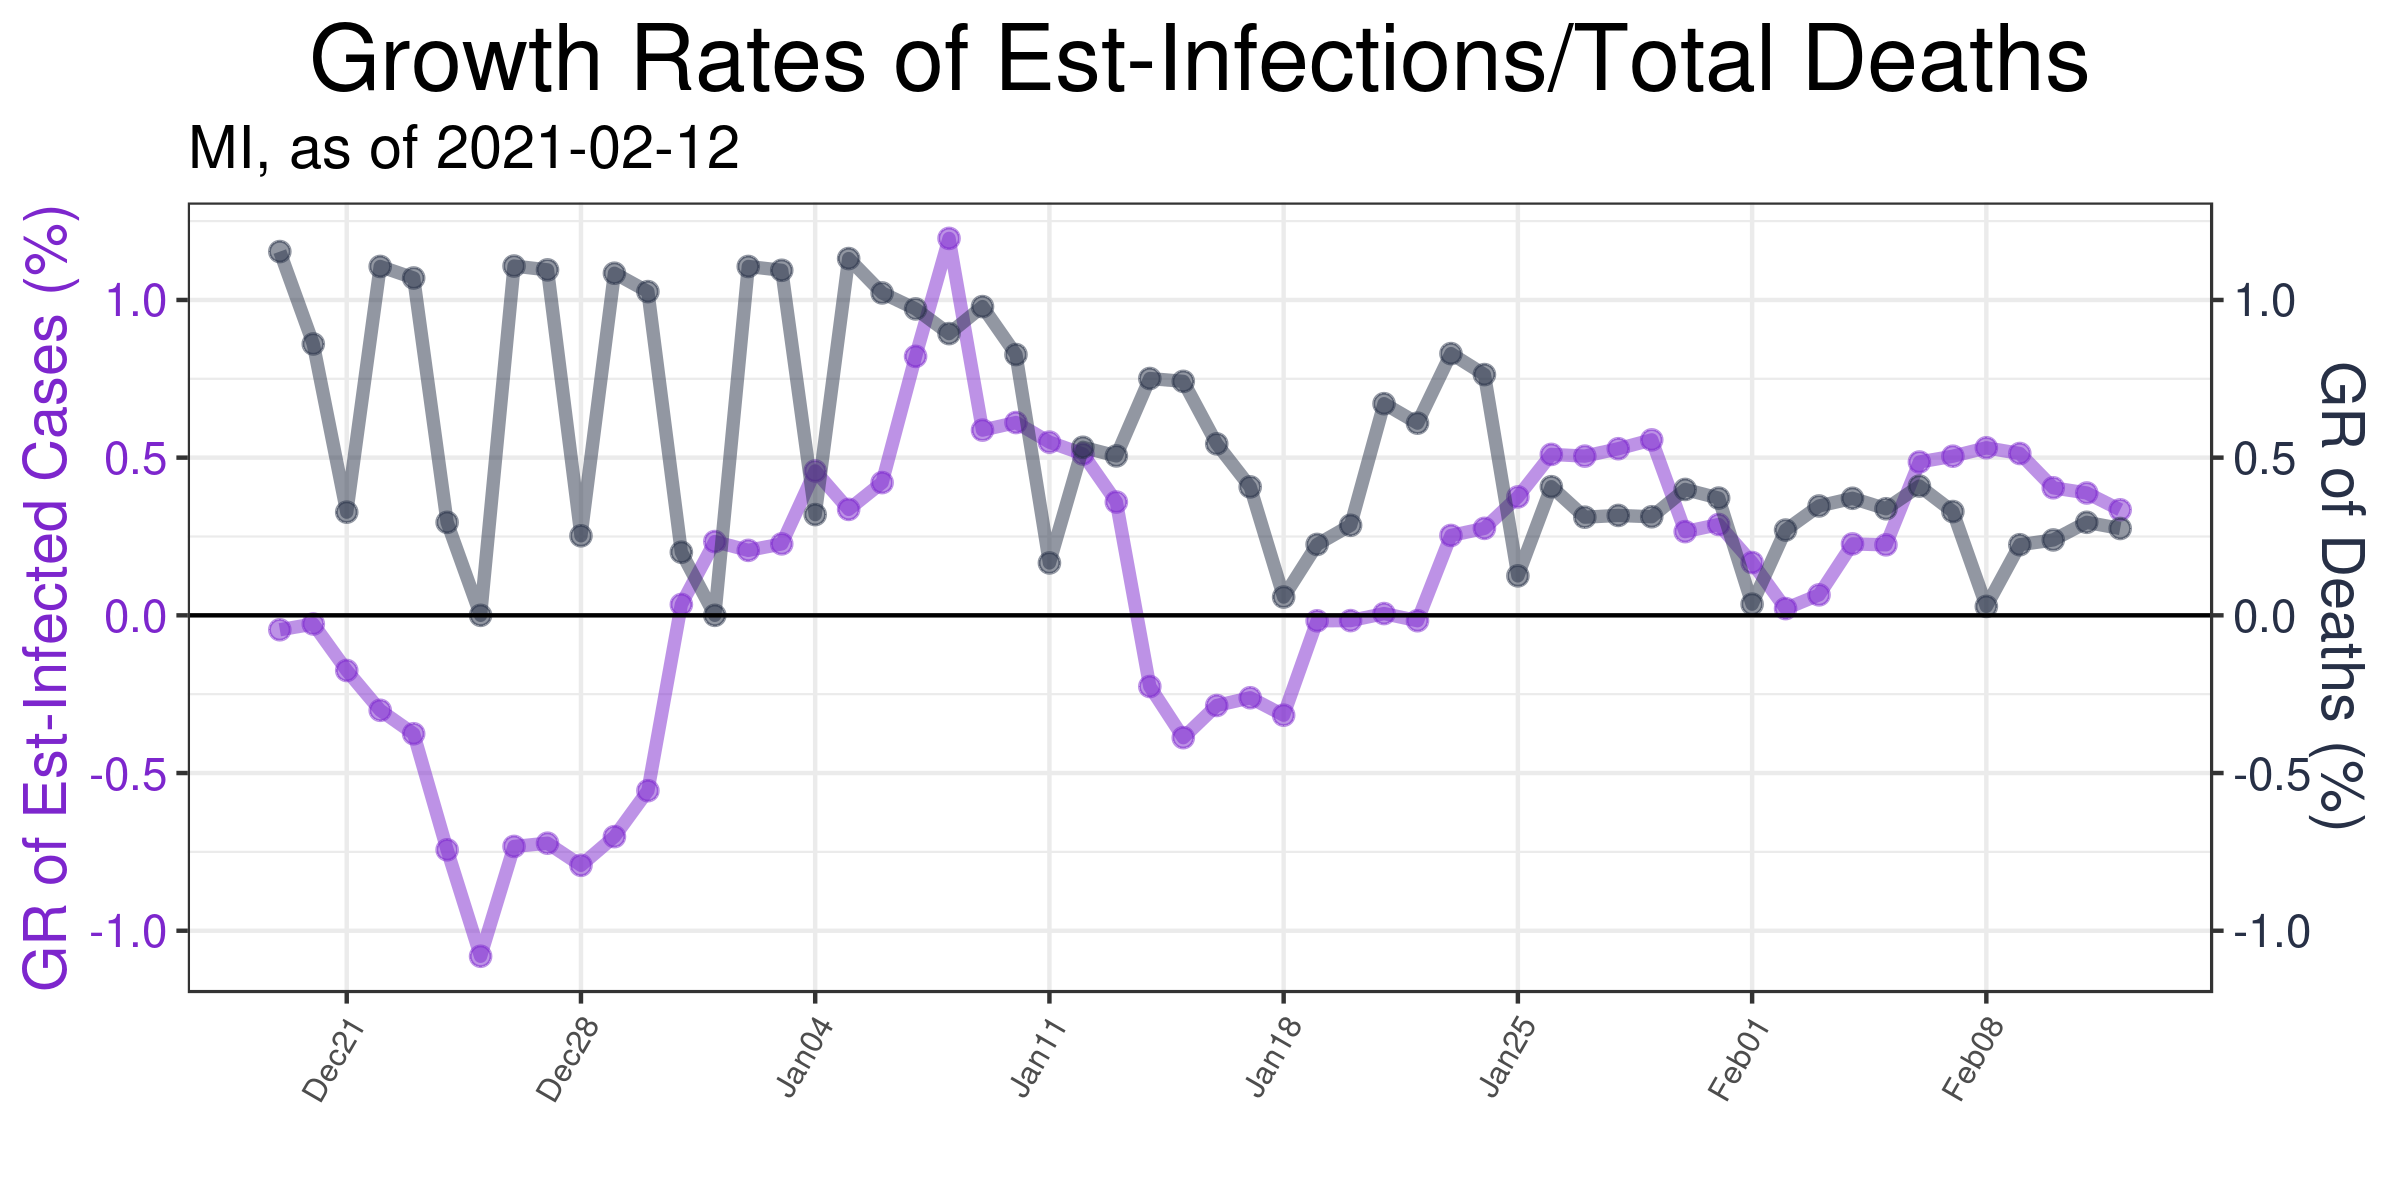 Growth Rates of Est-Infections/Total Deaths
MI, as of 2021-02-12
GR of Est-Infected Cases (%)
1.0
0.5
0.0
-0.5
-1.0
1.0
0.5
0.0
-0.5
-1.0
GR of Deaths (%)
Dec21
Dec28
Jan04
Jan11
Jan18
Jan25
Feb01
Feb08